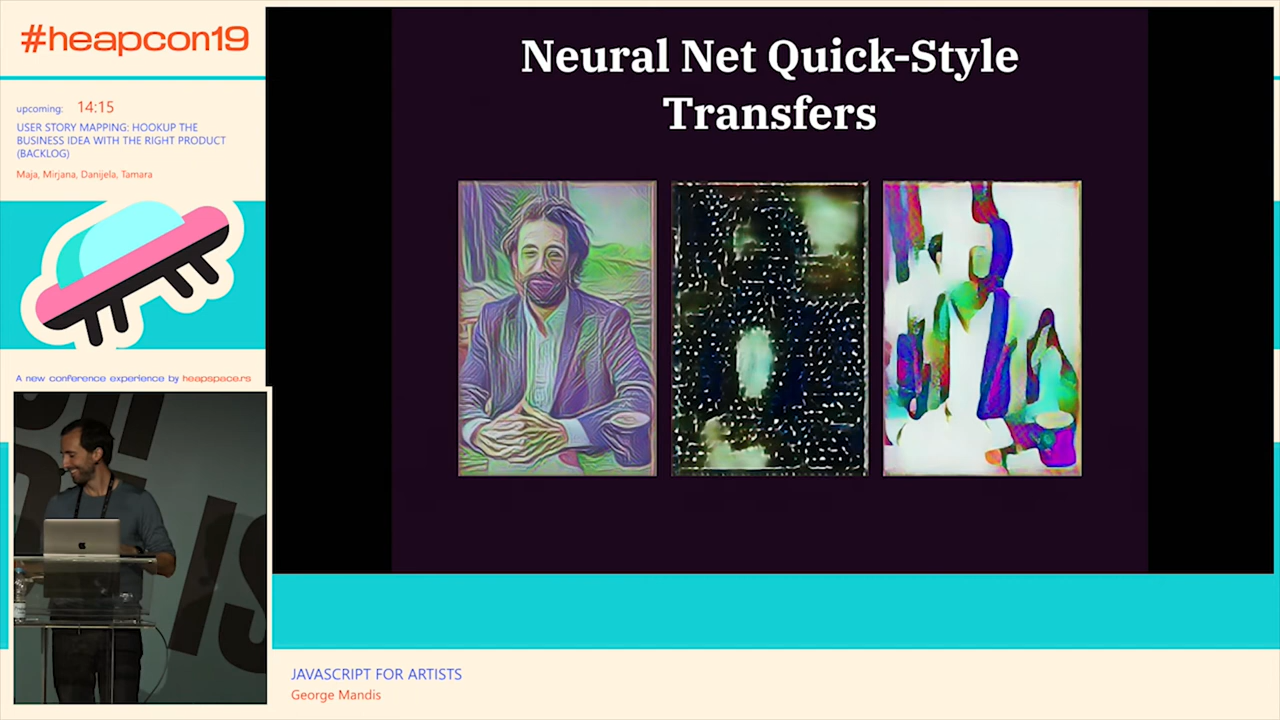 #heapcon19
upcoming: 14:15
USER STORY MAPPING: HOOKUP THE
BUSINESS IDEA WITH THE RIGHT PRODUCT
(BACKLOG)
Maja, Mirjana, Danijela, Tamara
A new conference experience by heapspace.rs
Neural Net Quick-Style
Transfers
JAVASCRIPT FOR ARTISTS
George Mandis